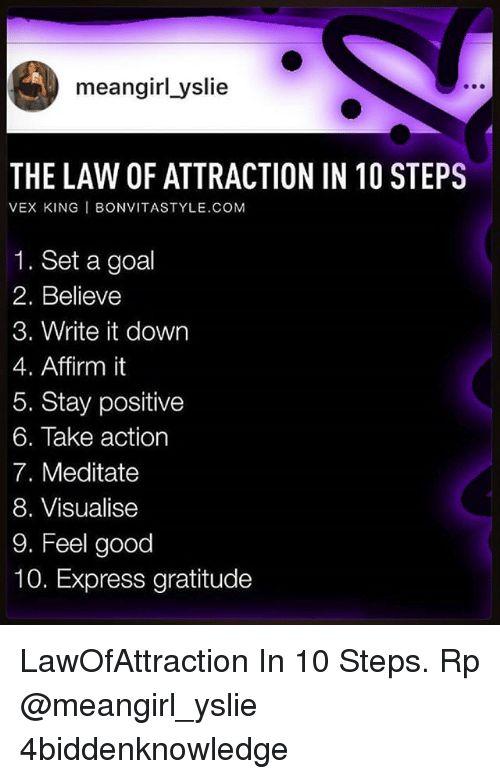 meangirl_yslie
THE LAW OF ATTRACTION IN 10 STEPS
VEX KING | BONVITASTYLE.COM
1. Set a goal
2. Believe
3. Write it down
4. Affirm it
5. Stay positive
6. Take action
7. Meditate
8. Visualise
9. Feel good
10. Express gratitude
LawOfAttraction In 10 Steps. Rp
@meangirl_yslie
4biddenknowledge